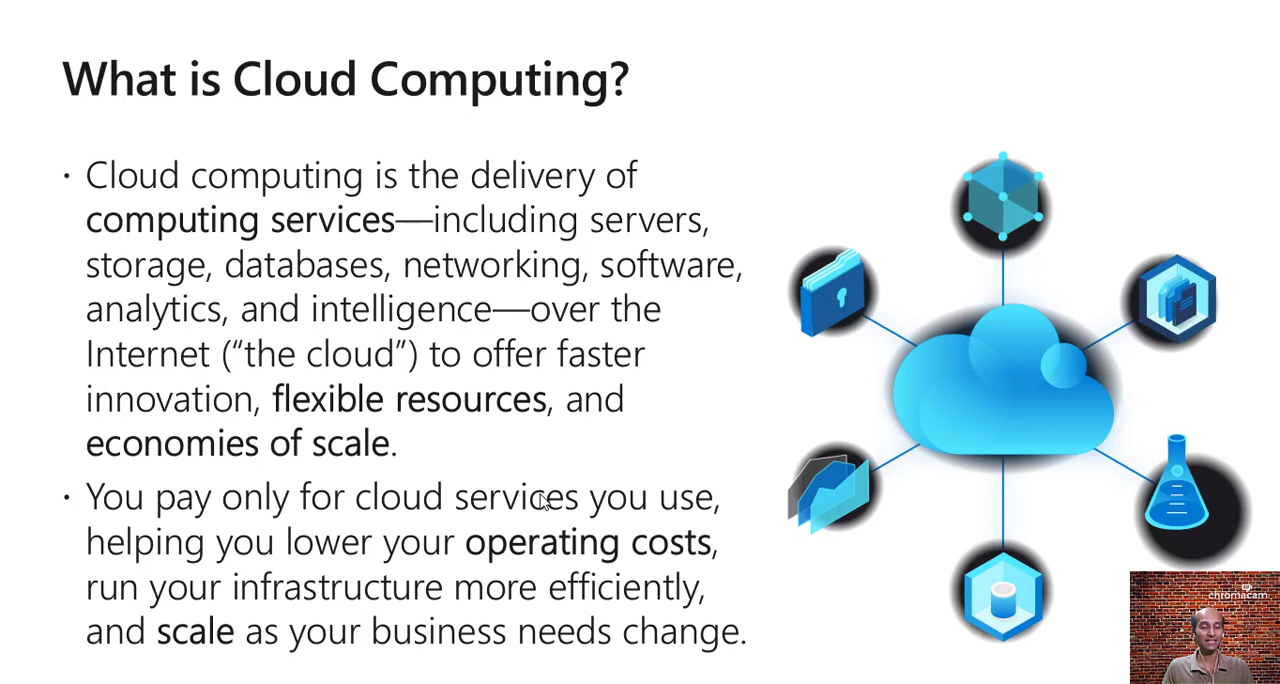 What is Cloud Computing?
· Cloud computing is the delivery of
computing services—including servers,
storage, databases, networking, software,
analytics, and intelligence—over the
Internet (“the cloud”) to offer faster
innovation, flexible resources, and
economies of scale.
· You pay only for cloud services you use,
helping you lower your operating costs,
run your infrastructure more efficiently,
and scale as your business needs change.
chromacam